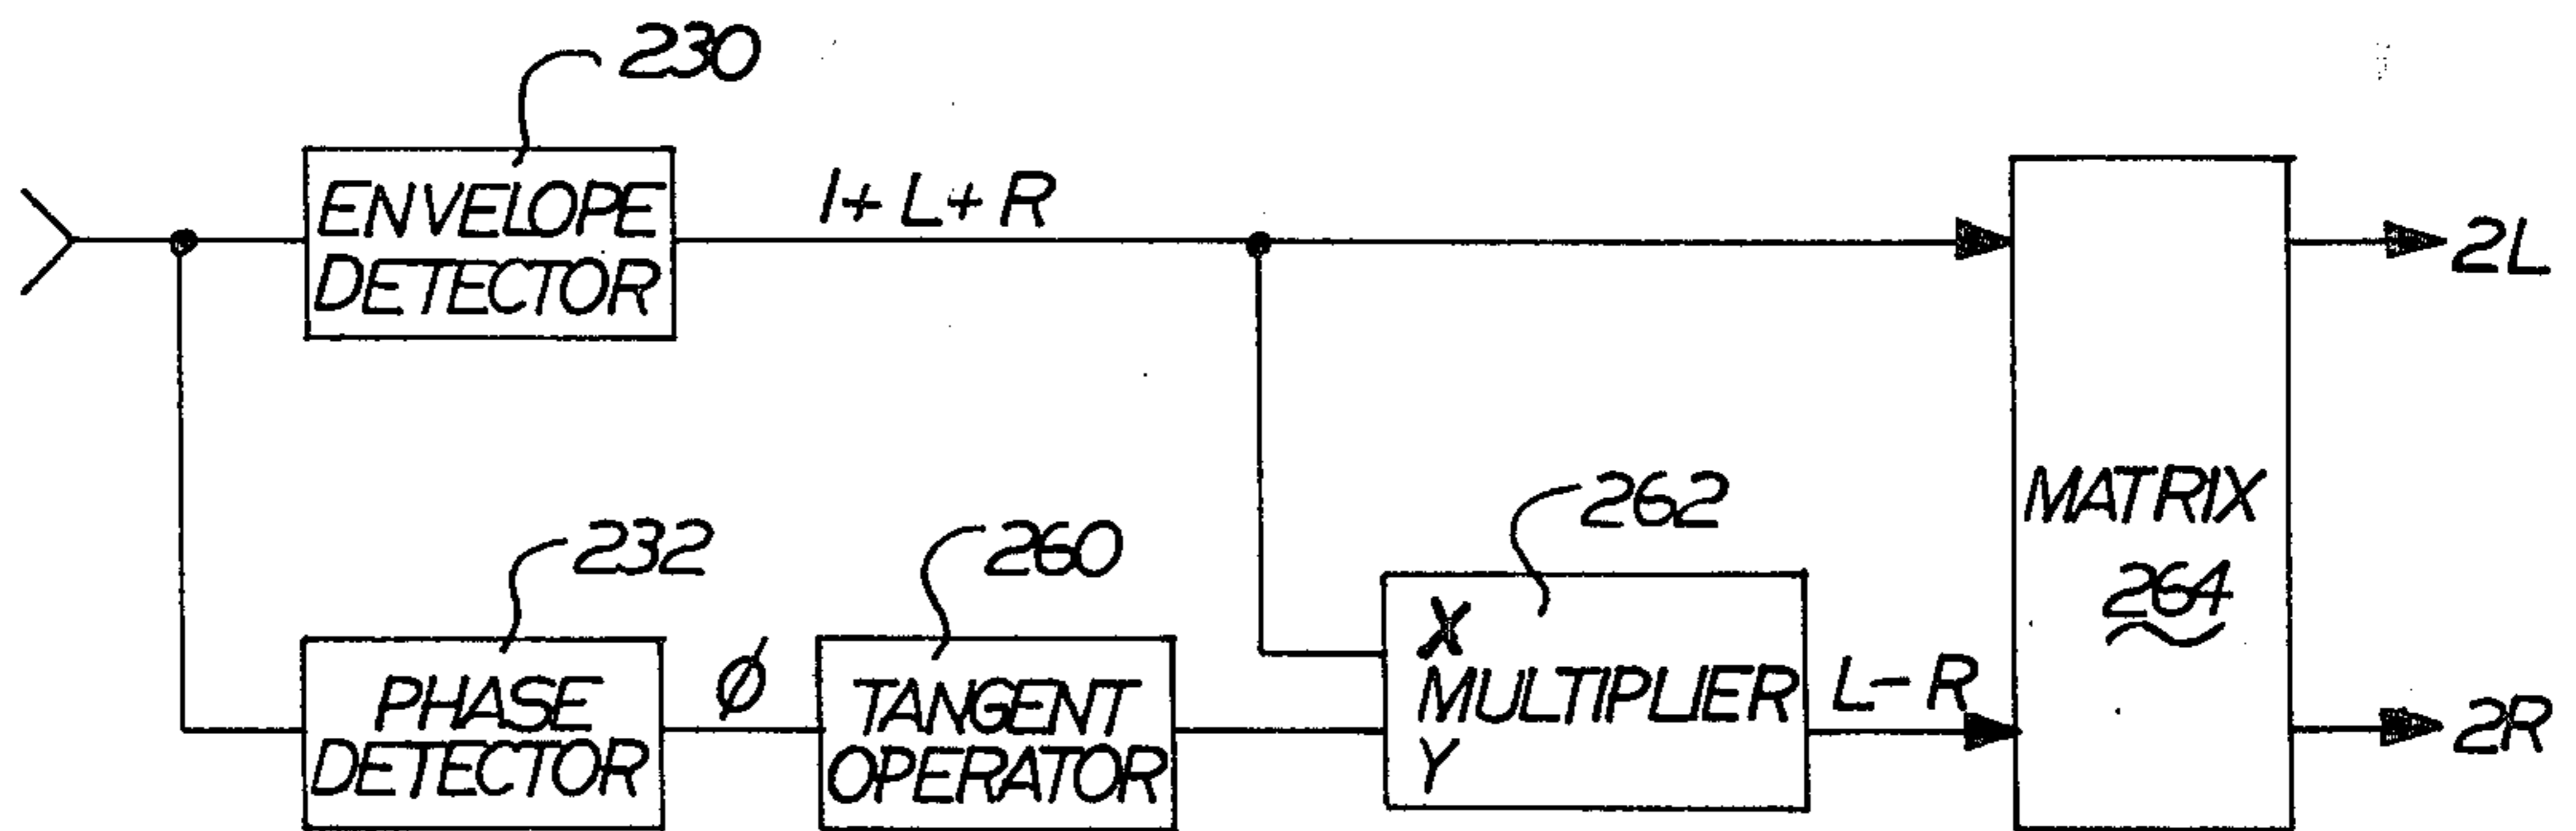 230
ENVELOPE
DETECTOR
1+L+R
2L
232
PHASE
DETECTOR
φ
260
TANGENT
OPERATOR
262
X
MULTIPLIER
Y
L-R
MATRIX
264
2R